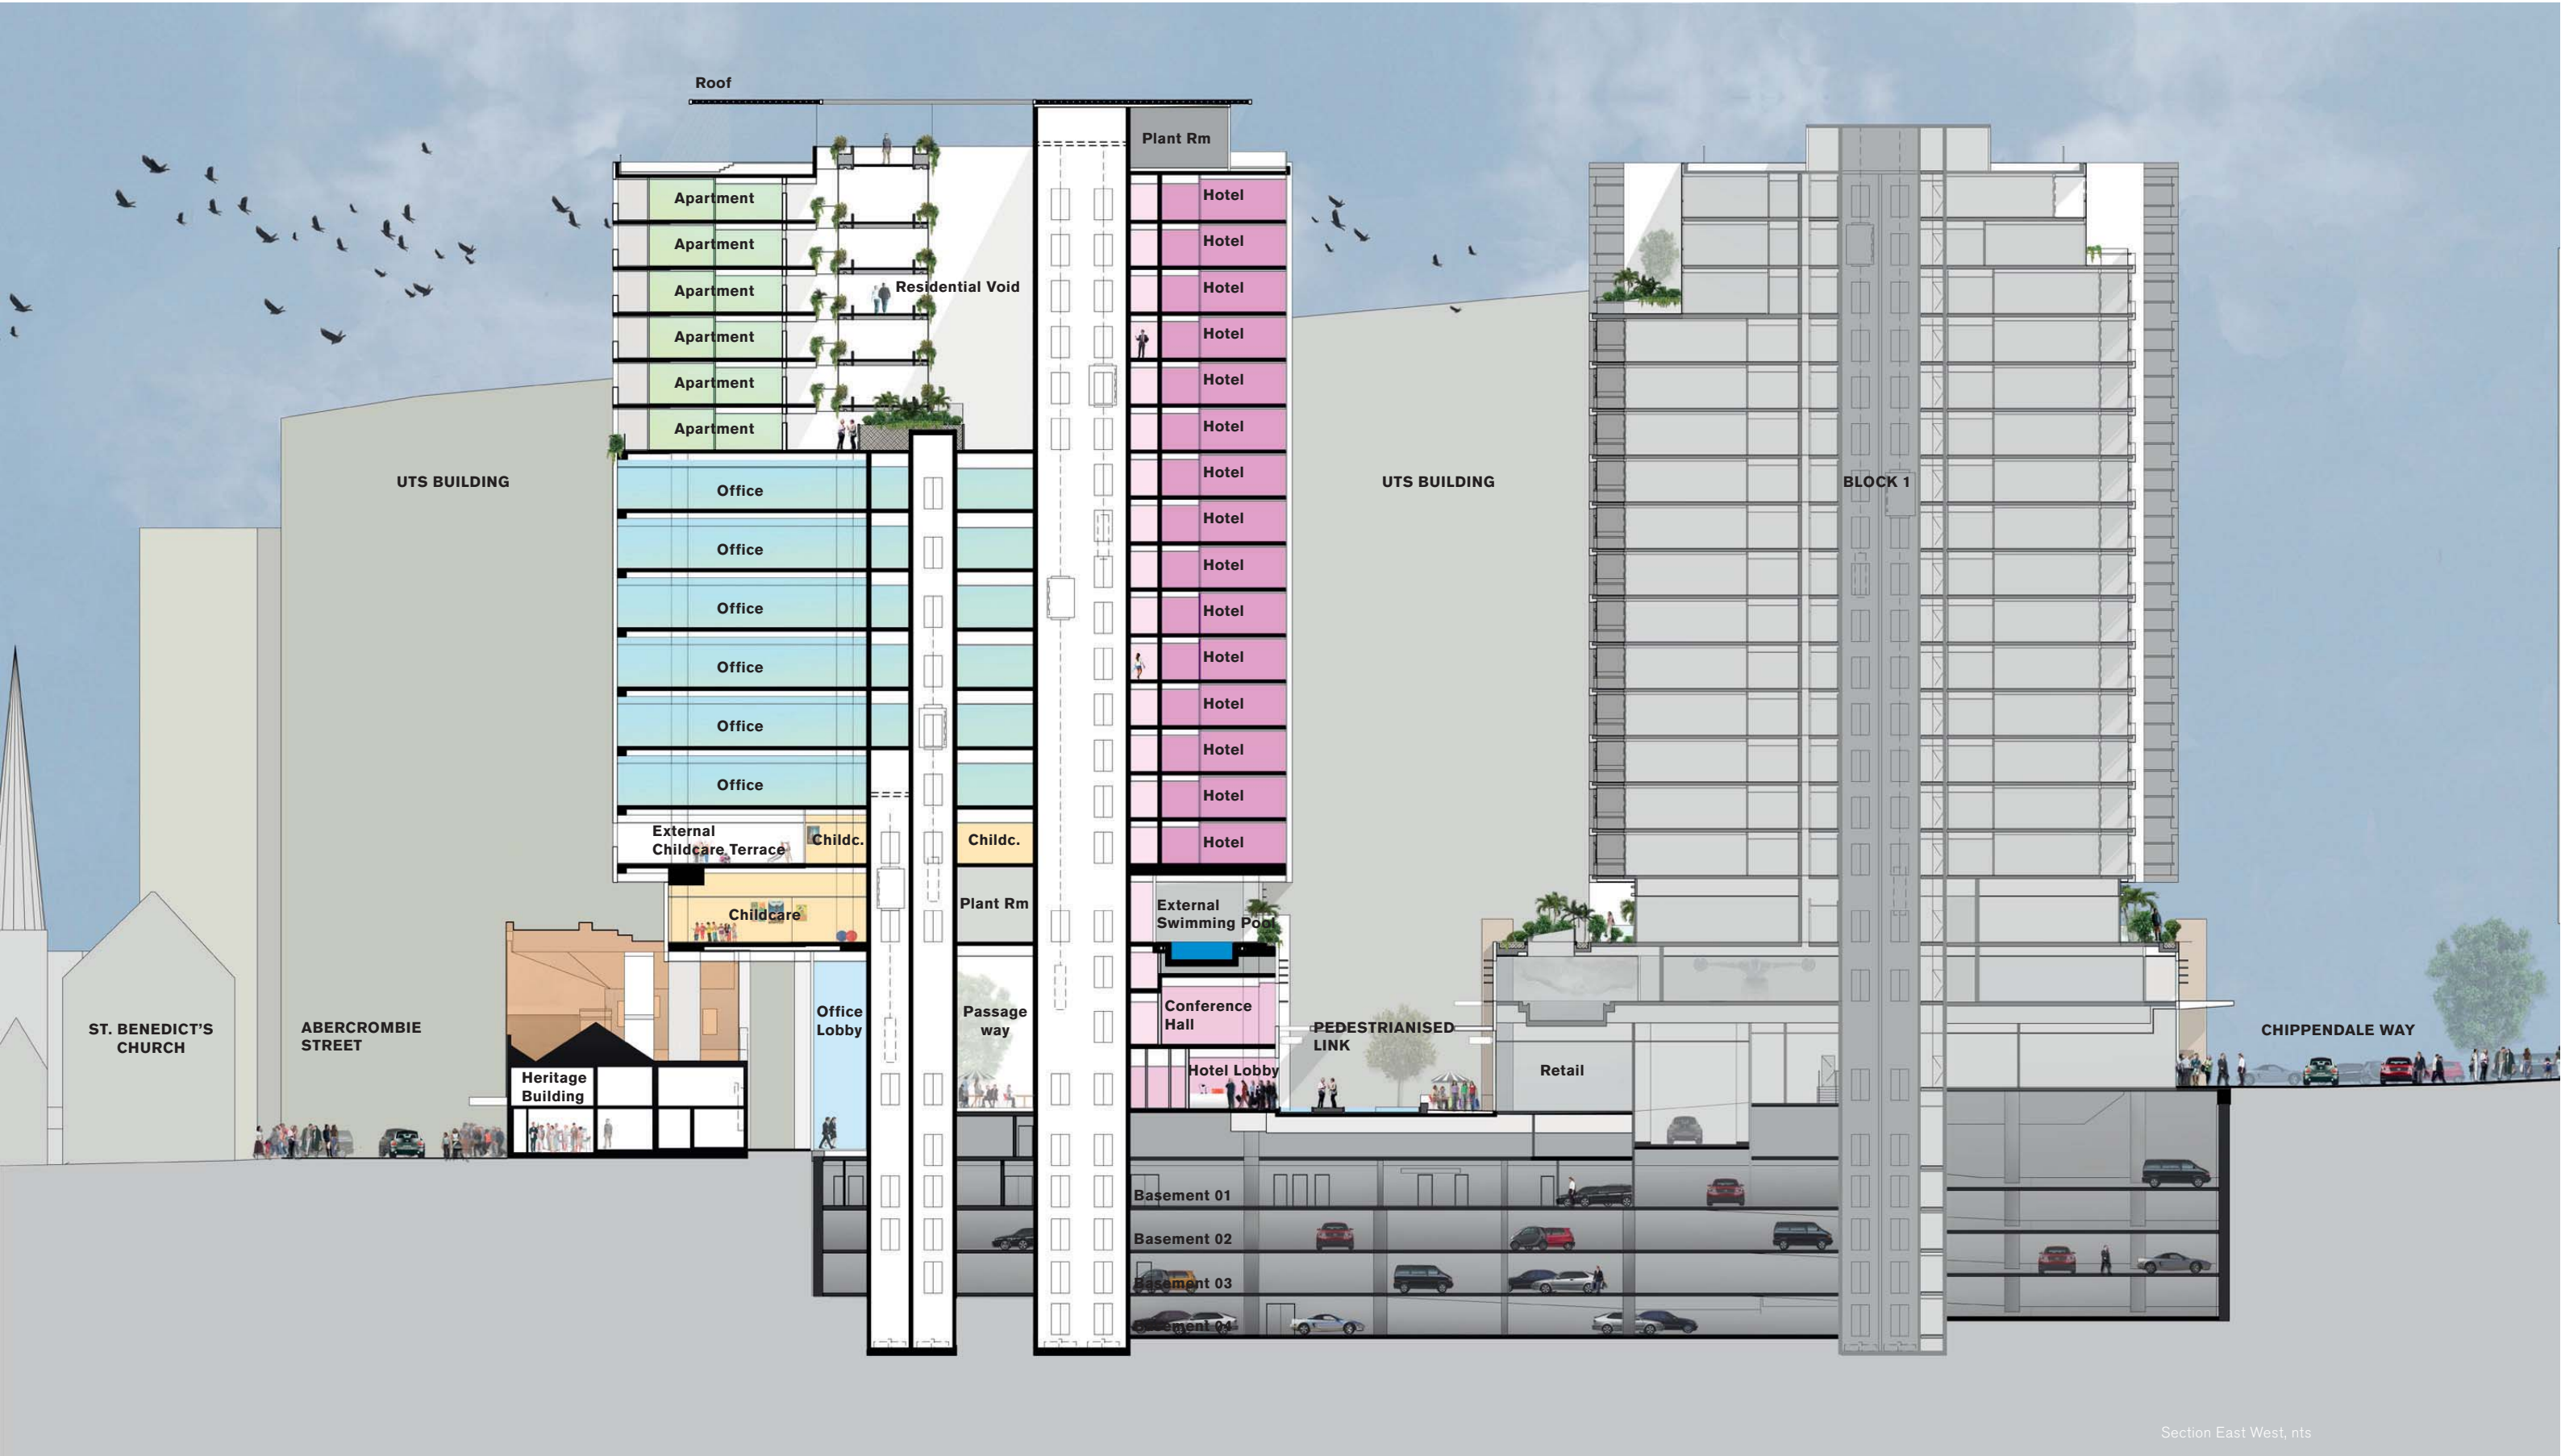 Roof
Plant Rm
Apartment
Hotel
Apartment
Hotel
Apartment
Residential Void
Hotel
Apartment
Hotel
Apartment
Hotel
Apartment
Hotel
UTS BUILDING
Office
Hotel
UTS BUILDING
BLOCK 1
Office
Hotel
Hotel
Office
Hotel
Office
Hotel
Office
Hotel
Hotel
Office
Hotel
External
Childcare Terrace
Childc.
Childc.
Hotel
Childcare
Plant Rm
External
Swimming Pool
ST. BENEDICT'S
CHURCH
ABERCROMBIE
STREET
Office
Lobby
Passage
way
Conference
Hall
PEDESTRIANISED
LINK
CHIPPENDALE WAY
Heritage
Building
Hotel Lobby
Retail
Basement 01
Basement 02
Basement 03
Basement 04
Section East West, nts